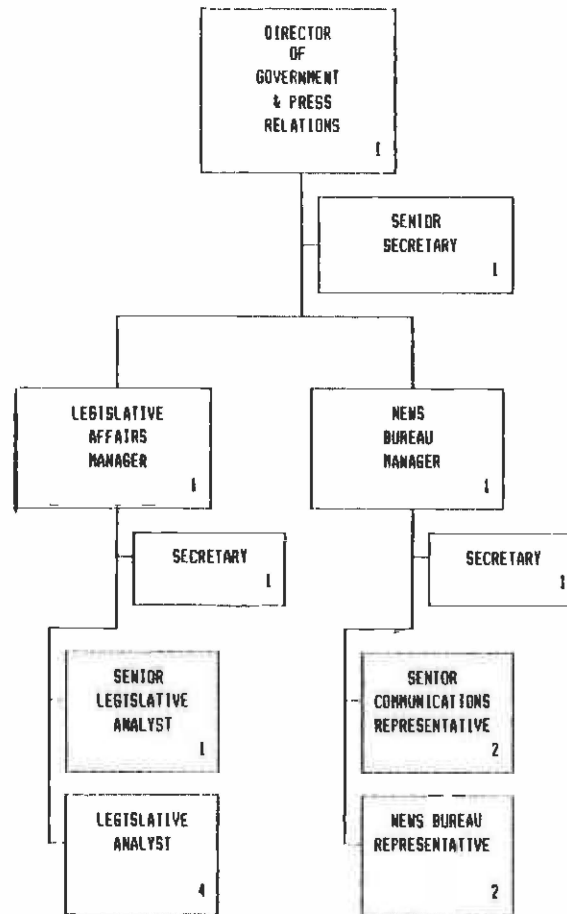 DIRECTOR
OF
GOVERNMENT
& PRESS
RELATIONS
1
SENIOR
SECRETARY
1
LEGISLATIVE
AFFAIRS
MANAGER
1
NEWS
BUREAU
MANAGER
1
SECRETARY
1
SECRETARY
1
SENIOR
LEGISLATIVE
ANALYST
1
SENIOR
COMMUNICATIONS
REPRESENTATIVE
2
LEGISLATIVE
ANALYST
4
NEWS BUREAU
REPRESENTATIVE
2